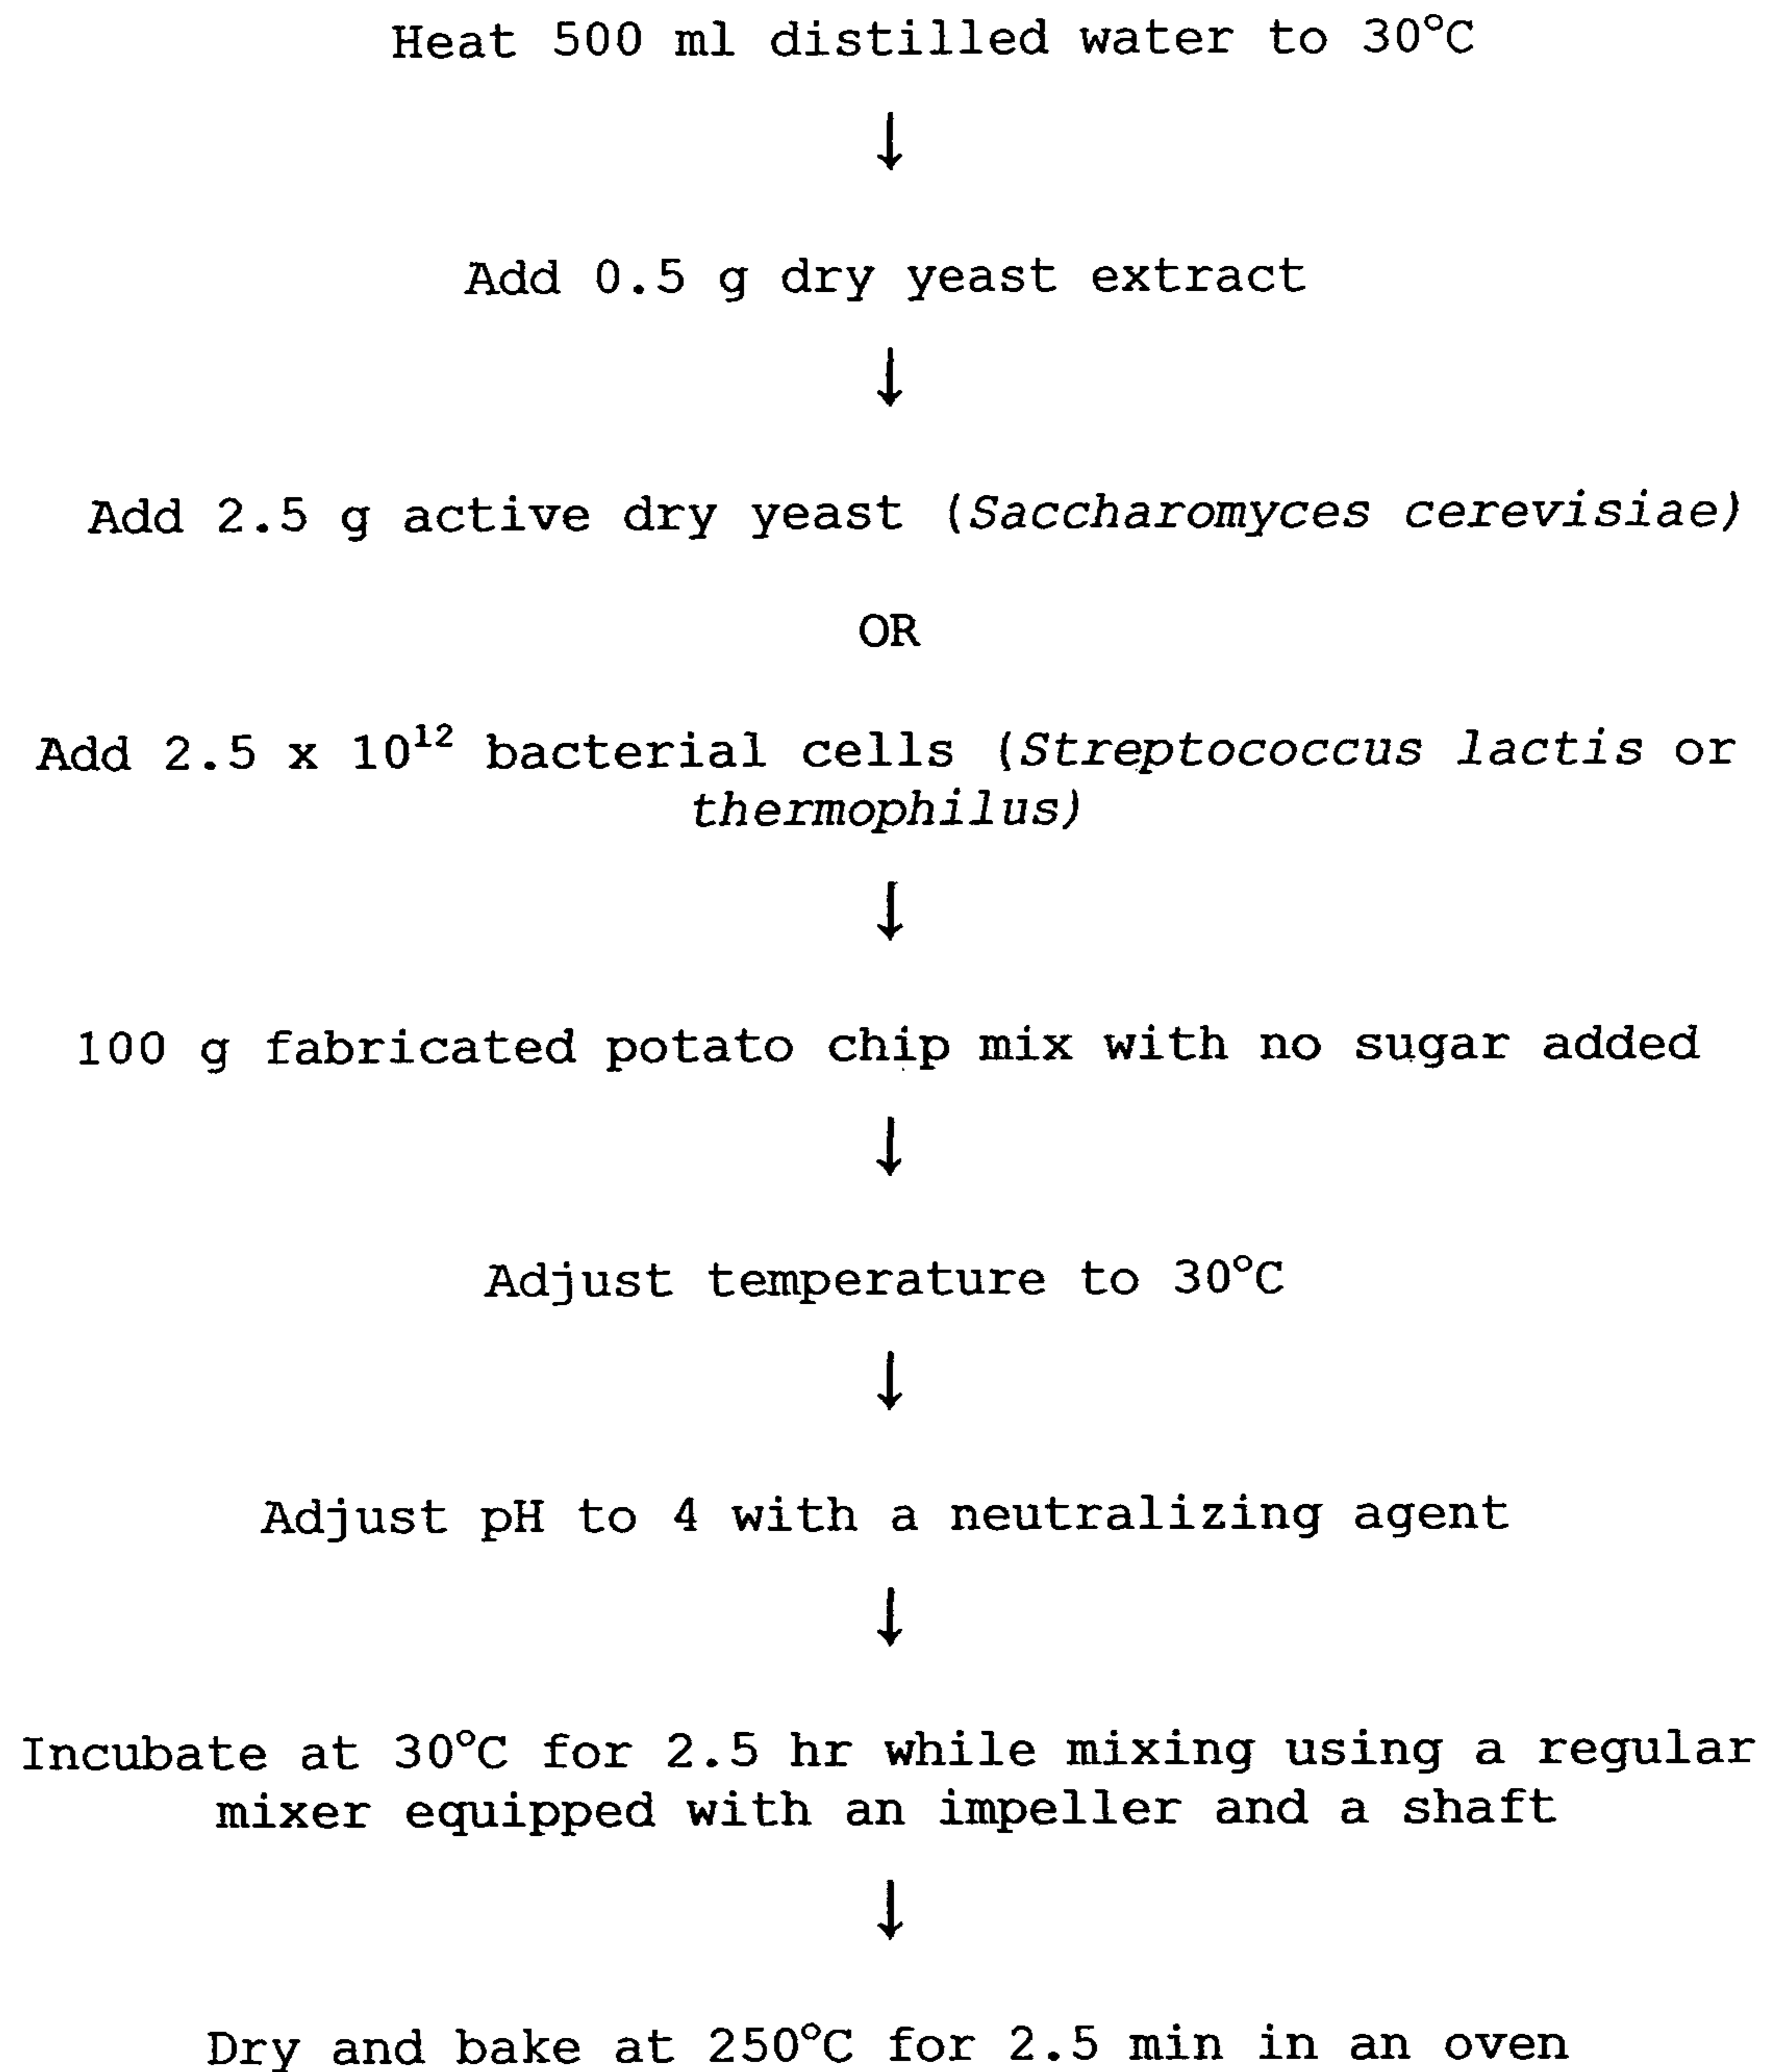 Heat 500 ml distilled water to 30°C
↓
Add 0.5 g dry yeast extract
↓
Add 2.5 g active dry yeast (Saccharomyces cerevisiae)
OR
Add 2.5 x 10¹² bacterial cells (Streptococcus lactis or
thermophilus)
↓
100 g fabricated potato chip mix with no sugar added
↓
Adjust temperature to 30°C
↓
Adjust pH to 4 with a neutralizing agent
↓
Incubate at 30°C for 2.5 hr while mixing using a regular
mixer equipped with an impeller and a shaft
↓
Dry and bake at 250°C for 2.5 min in an oven